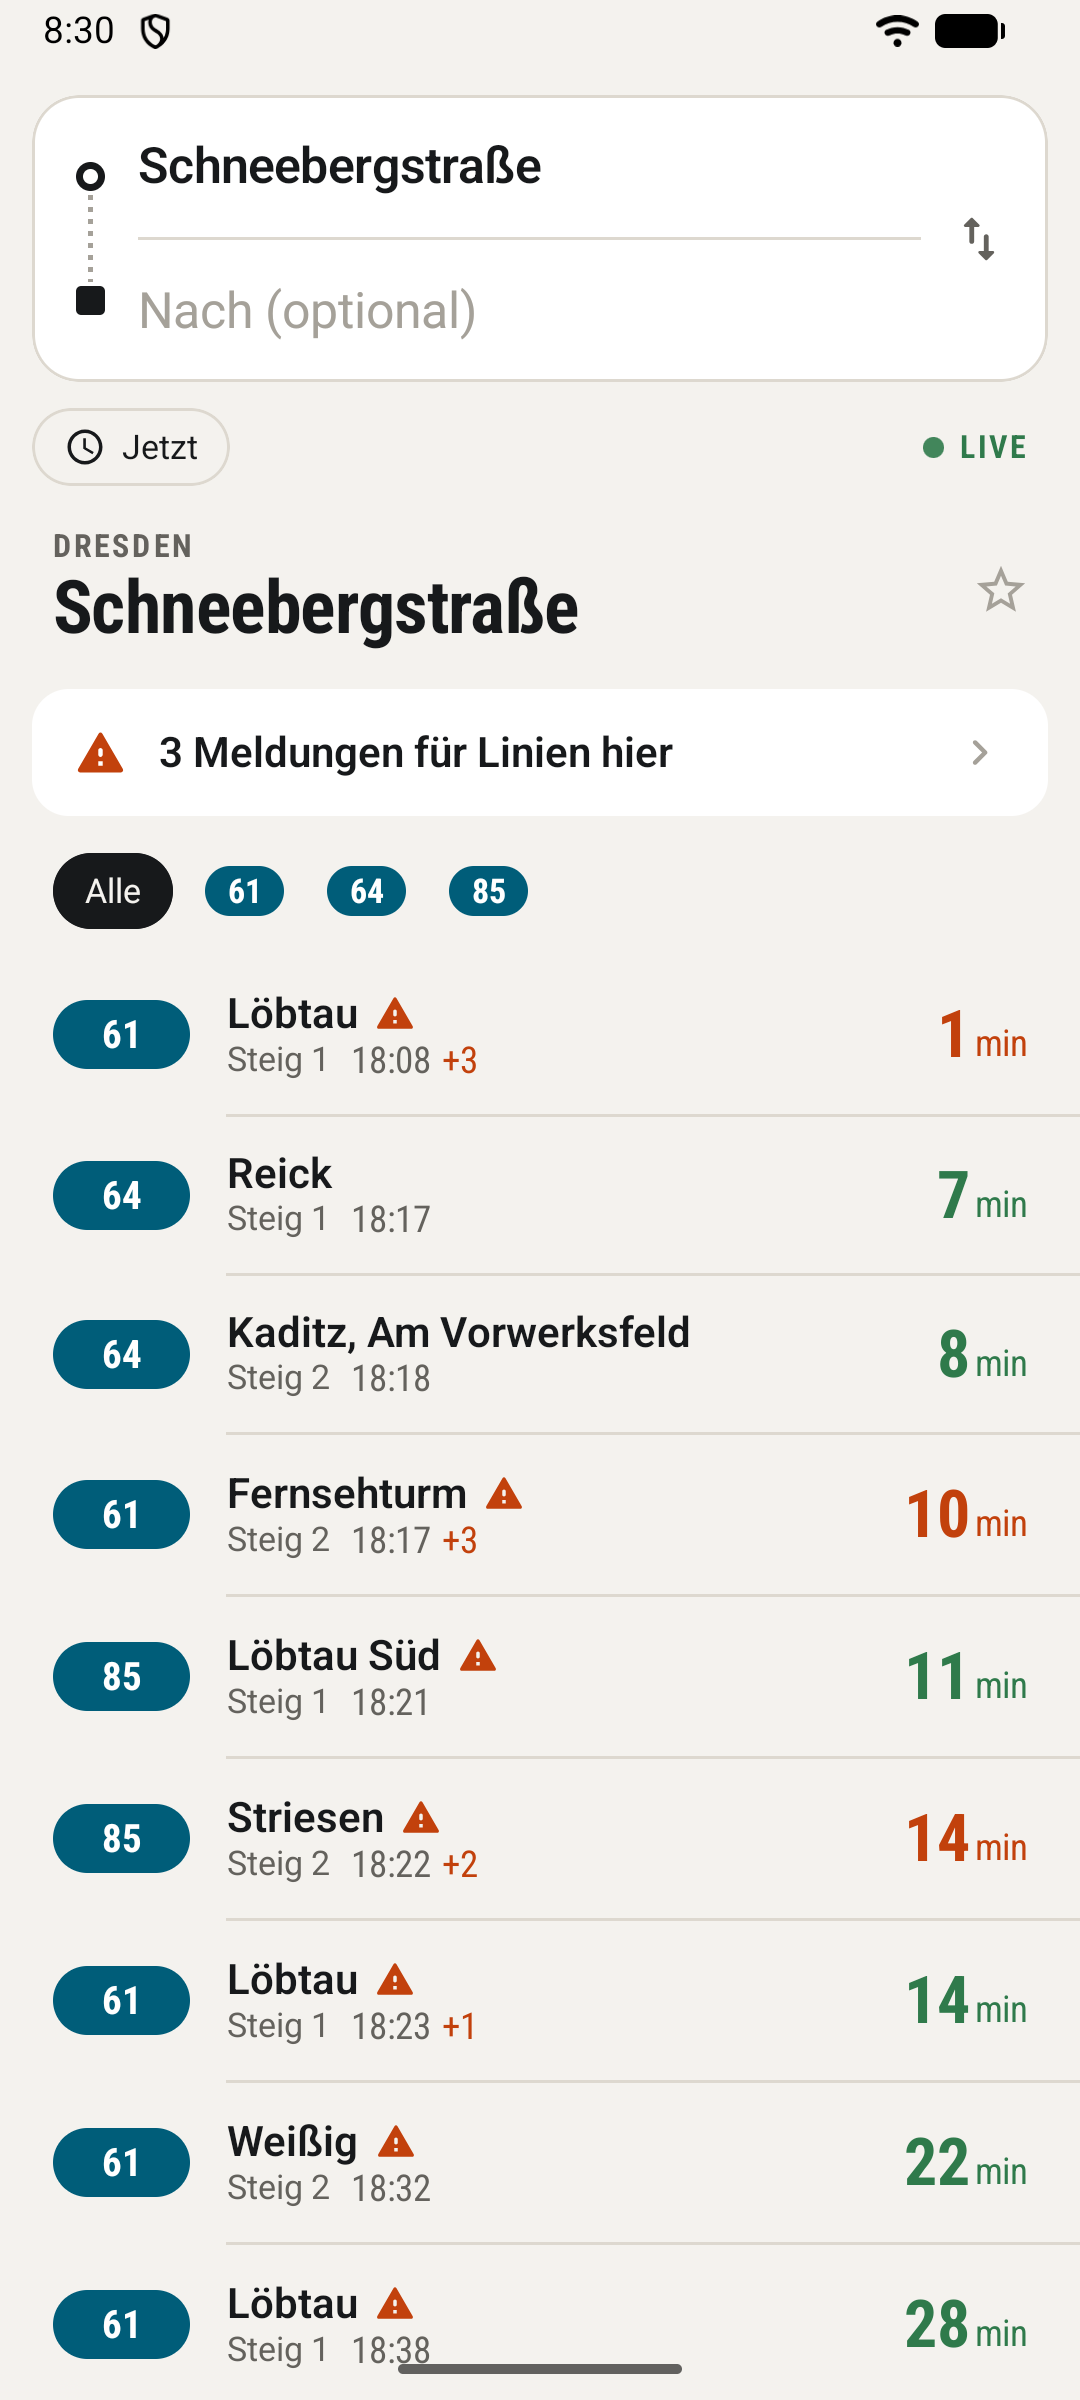 8:30
Schneebergstraße
Nach (optional)
Jetzt
LIVE
DRESDEN
Schneebergstraße
3 Meldungen für Linien hier
Alle 61 64 85
61 Löbtau 1 min
Steig 1 18:08 +3
64 Reick 7 min
Steig 1 18:17
64 Kaditz, Am Vorwerksfeld 8 min
Steig 2 18:18
61 Fernsehturm 10 min
Steig 2 18:17 +3
85 Löbtau Süd 11 min
Steig 1 18:21
85 Striesen 14 min
Steig 2 18:22 +2
61 Löbtau 14 min
Steig 1 18:23 +1
61 Weißig 22 min
Steig 2 18:32
61 Löbtau 28 min
Steig 1 18:38